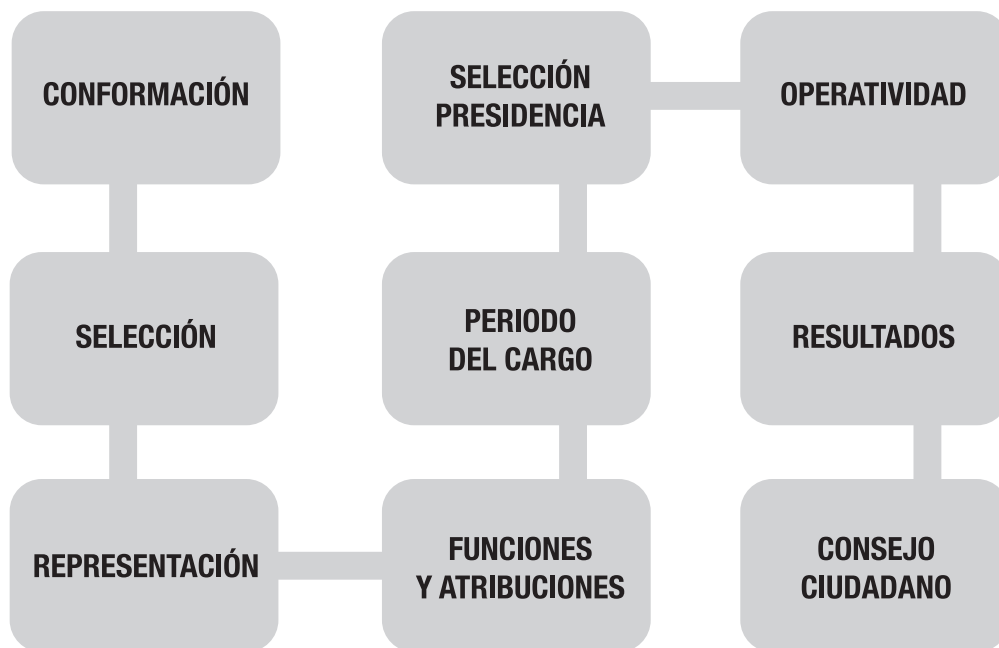 CONFORMACIÓN
SELECCIÓN
REPRESENTACIÓN
FUNCIONES
Y ATRIBUCIONES
PERIODO
DEL CARGO
SELECCIÓN
PRESIDENCIA
OPERATIVIDAD
RESULTADOS
CONSEJO
CIUDADANO